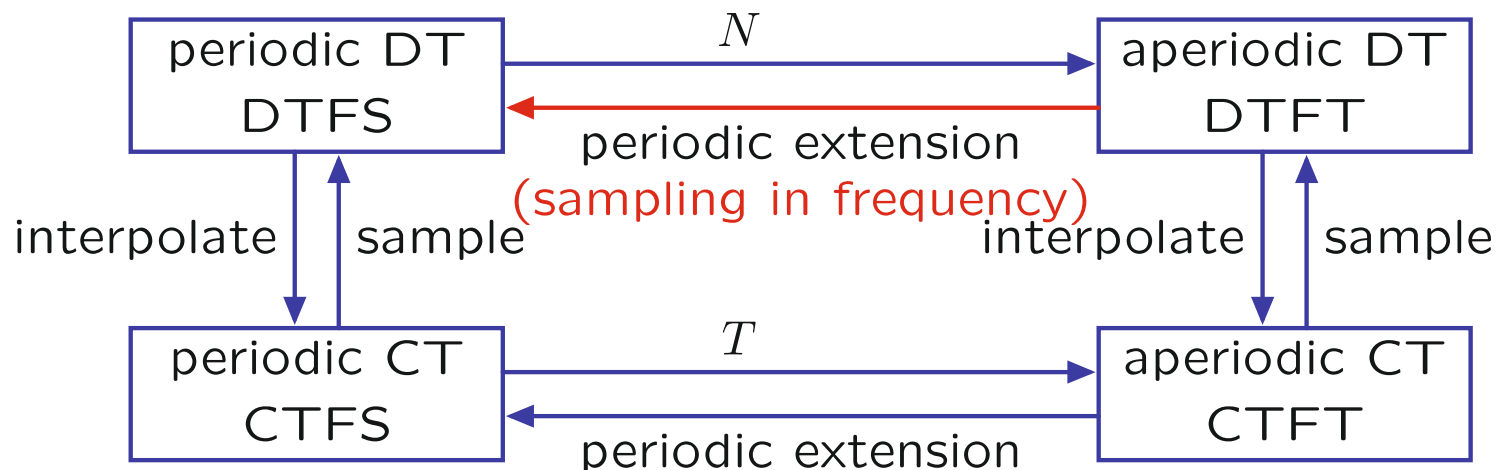 periodic DT
DTFS
N
aperiodic DT
DTFT
periodic extension
(sampling in frequency)
interpolate
sample
interpolate
sample
periodic CT
CTFS
T
aperiodic CT
CTFT
periodic extension